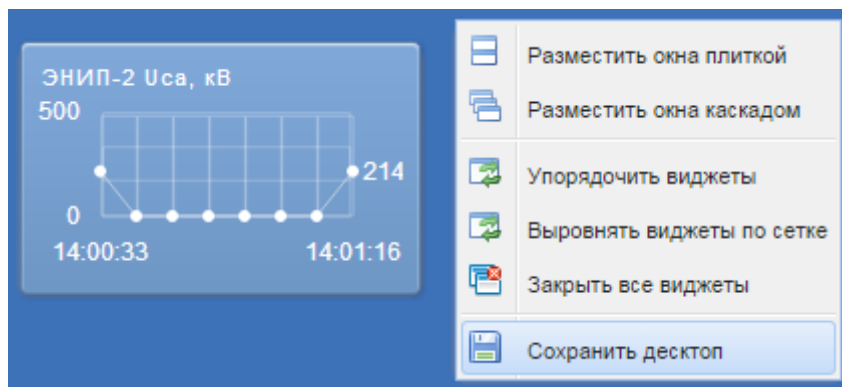 ЭНИП-2 Uca, кВ
500
214
0
14:00:33 14:01:16
Разместить окна плиткой
Разместить окна каскадом
Упорядочить виджеты
Выровнять виджеты по сетке
Закрыть все виджеты
Сохранить десктоп